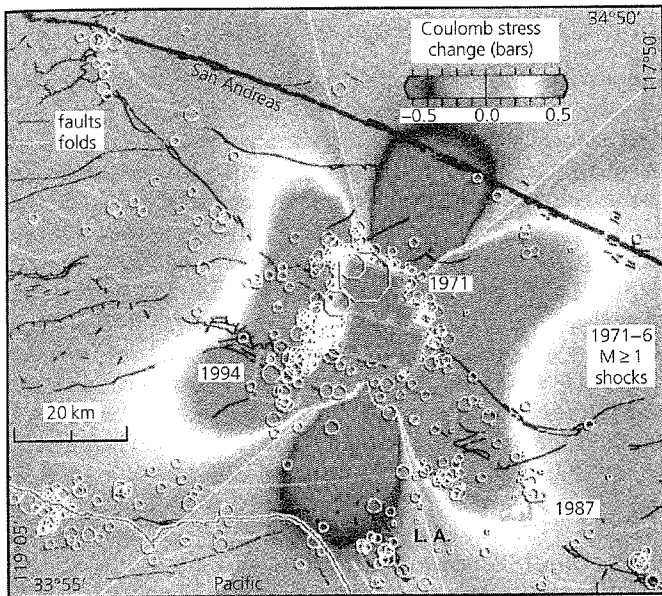 34°50'
117°50'
Coulomb stress
change (bars)
−0.5 0.0 0.5
San Andreas
faults
folds
1971
1971–6
M ≥ 1
shocks
1994
20 km
1987
L. A.
119°05'
33°55'
Pacific